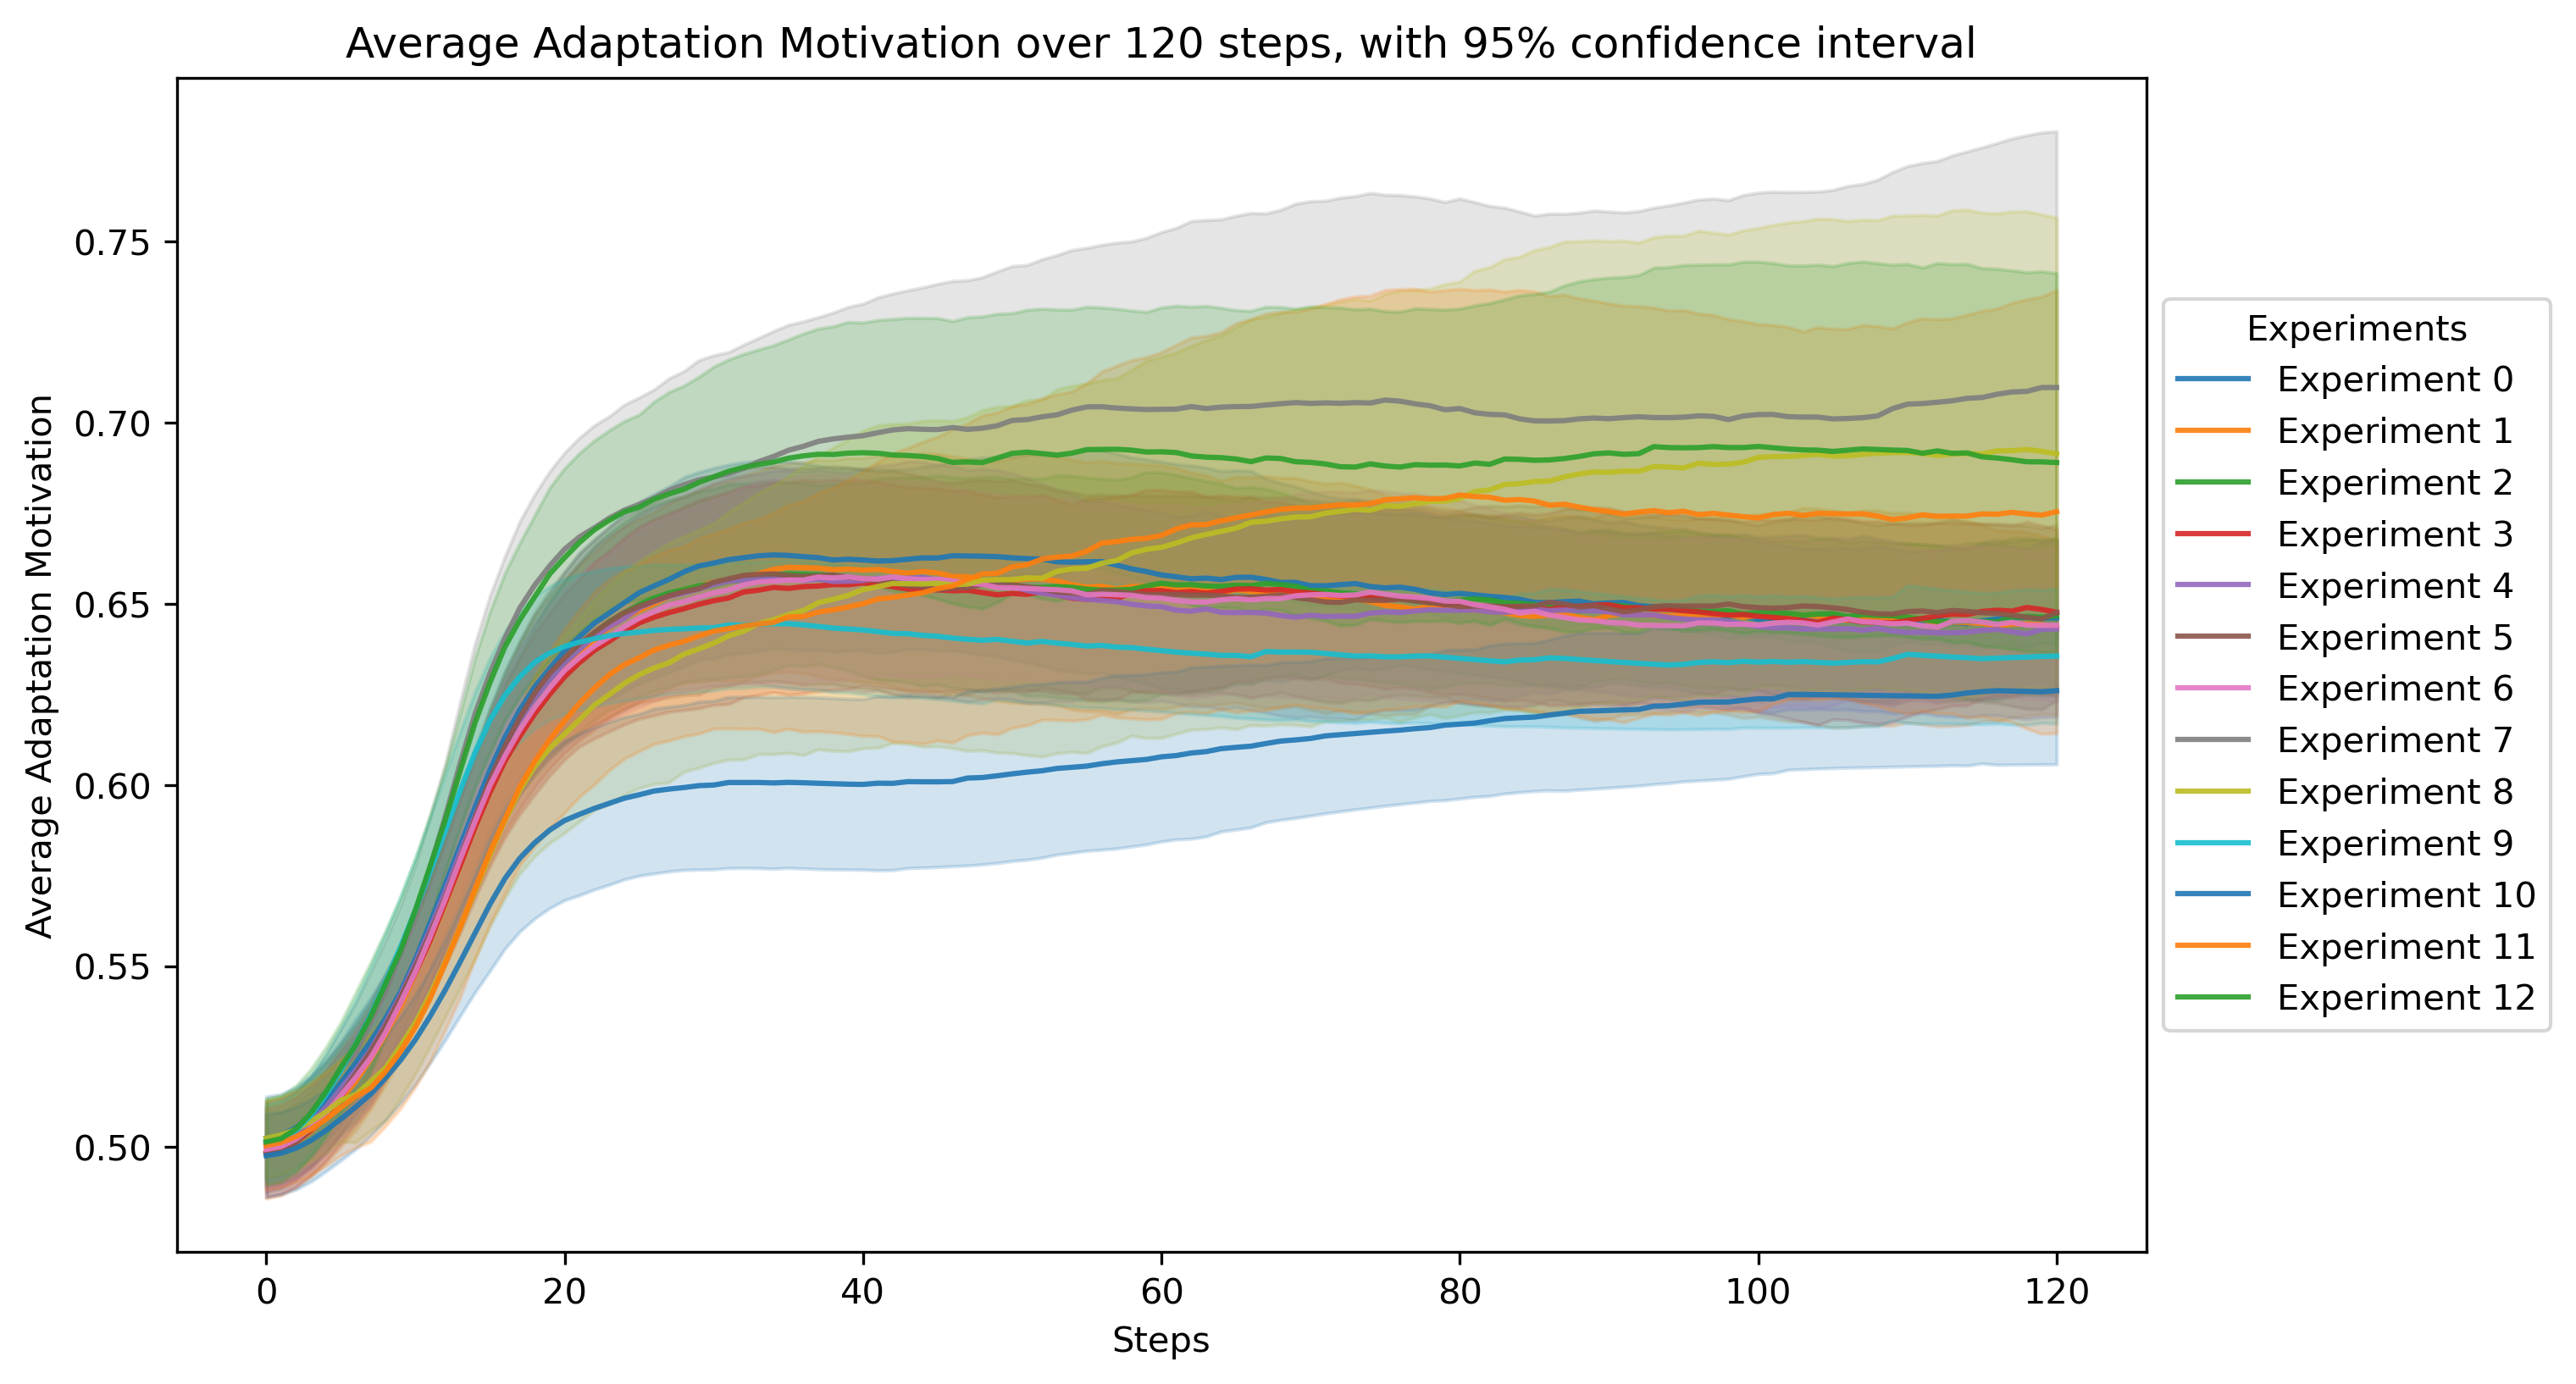 Average Adaptation Motivation over 120 steps, with 95% confidence interval
Average Adaptation Motivation
0.75
0.70
0.65
0.60
0.55
0.50
0
20
40
60
80
100
120
Steps
Experiments
Experiment 0
Experiment 1
Experiment 2
Experiment 3
Experiment 4
Experiment 5
Experiment 6
Experiment 7
Experiment 8
Experiment 9
Experiment 10
Experiment 11
Experiment 12